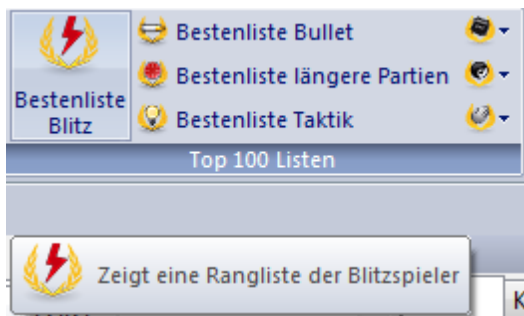 Bestenliste
Blitz
Bestenliste Bullet
Bestenliste längere Partien
Bestenliste Taktik
Top 100 Listen
Zeigt eine Rangliste der Blitzspieler
K